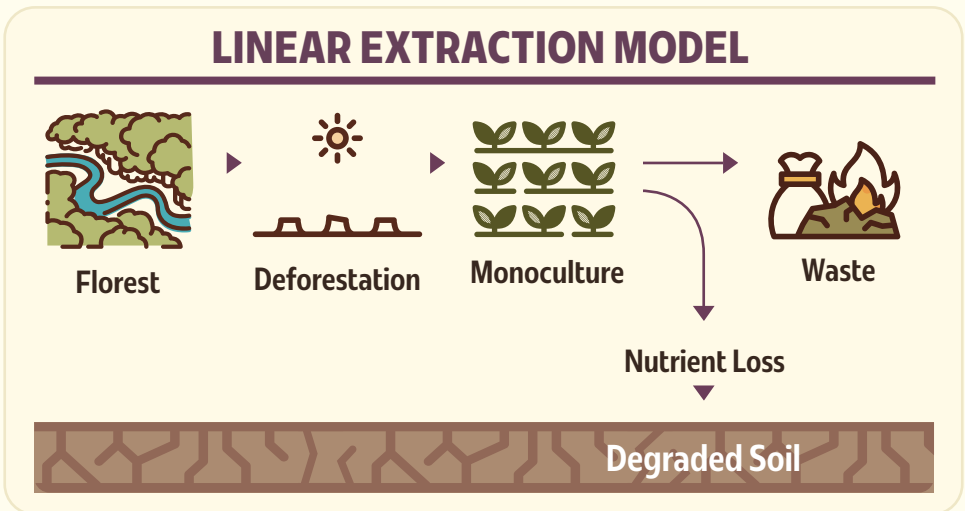 LINEAR EXTRACTION MODEL
Florest
Deforestation
Monoculture
Waste
Nutrient Loss
Degraded Soil